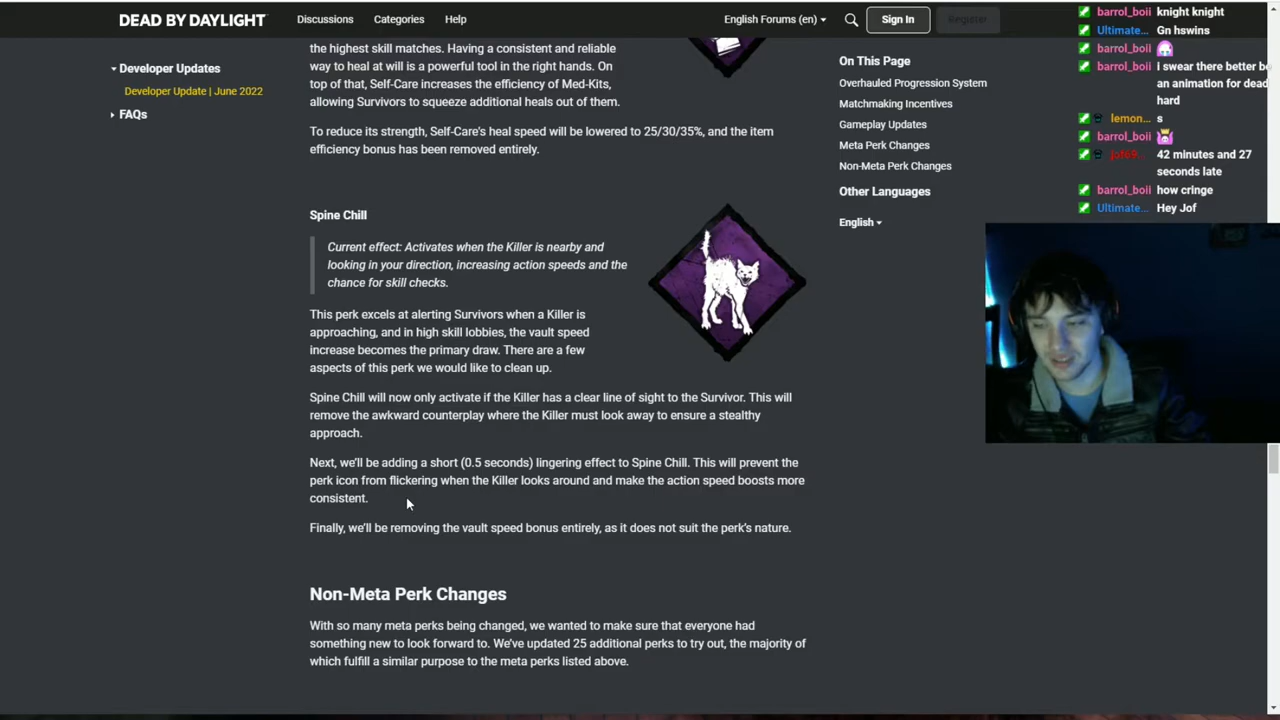 DEAD BY DAYLIGHT
Discussions
Categories
Help
English Forums (en)
Sign In
Register
Developer Updates
Developer Update | June 2022
FAQs
the highest skill matches. Having a consistent and reliable
way to heal at will is a powerful tool in the right hands. On
top of that, Self-Care increases the efficiency of Med-Kits,
allowing Survivors to squeeze additional heals out of them.
To reduce its strength, Self-Care's heal speed will be lowered to 25/30/35%, and the item
efficiency bonus has been removed entirely.
Spine Chill
Current effect: Activates when the Killer is nearby and
looking in your direction, increasing action speeds and the
chance for skill checks.
This perk excels at alerting Survivors when a Killer is
approaching, and in high skill lobbies, the vault speed
increase becomes the primary draw. There are a few
aspects of this perk we would like to clean up.
Spine Chill will now only activate if the Killer has a clear line of sight to the Survivor. This will
remove the awkward counterplay where the Killer must look away to ensure a stealthy
approach.
Next, we'll be adding a short (0.5 seconds) lingering effect to Spine Chill. This will prevent the
perk icon from flickering when the Killer looks around and make the action speed boosts more
consistent.
Finally, we'll be removing the vault speed bonus entirely, as it does not suit the perk's nature.
Non-Meta Perk Changes
With so many meta perks being changed, we wanted to make sure that everyone had
something new to look forward to. We've updated 25 additional perks to try out, the majority of
which fulfill a similar purpose to the meta perks listed above.
On This Page
Overhauled Progression System
Matchmaking Incentives
Gameplay Updates
Meta Perk Changes
Non-Meta Perk Changes
Other Languages
English
barrol_boii knight knight
Ultimate... Gn hswins
barrol_boii
barrol_boii i swear there better be
an animation for dead
hard
lemon... s
barrol_boii
jof69... 42 minutes and 27
seconds late
barrol_boii how cringe
Ultimate... Hey Jof